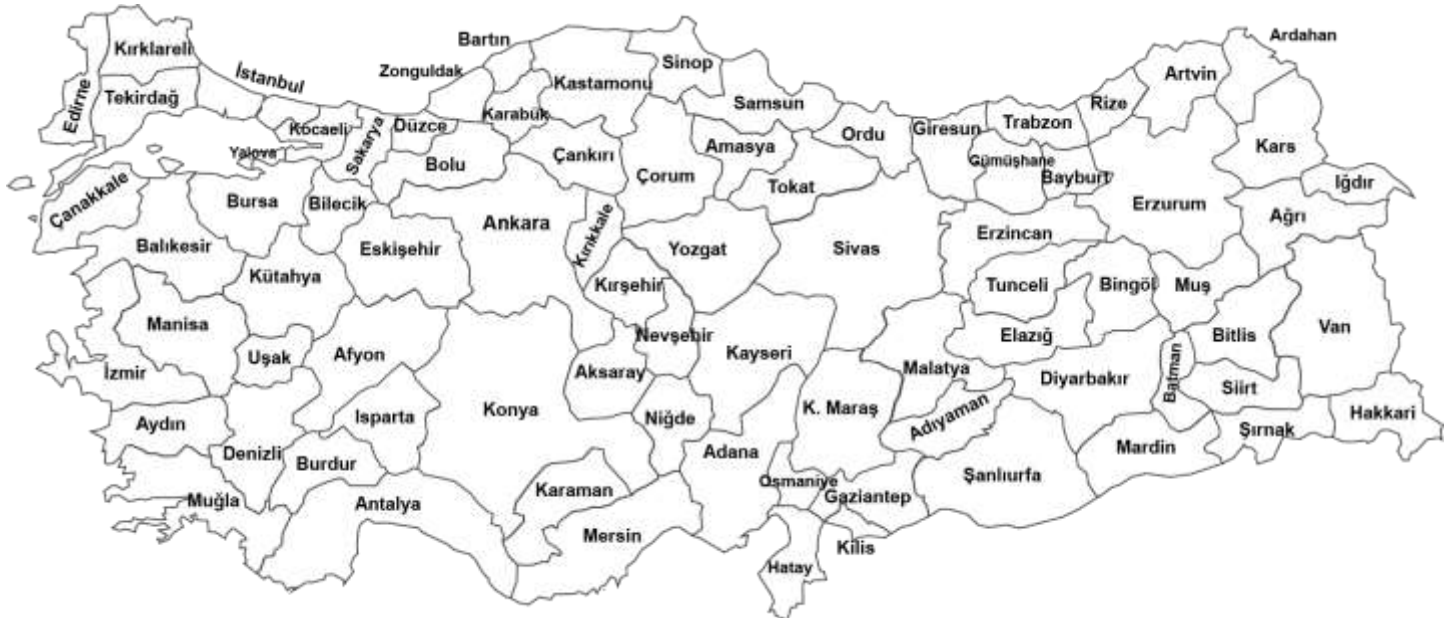 Bartın
Ardahan
Kırklareli
Sinop
Artvin
Zonguldak
İstanbul
Kastamonu
Edirne
Tekirdağ
Samsun
Rize
Karabük
Kocaeli
Sakarya
Düzce
Ordu
Giresun
Trabzon
Yalova
Bolu
Çankırı
Amasya
Kars
Gümüşhane
Çorum
Tokat
Bayburt
Iğdır
Çanakkale
Bursa
Bilecik
Erzurum
Ankara
Kırıkkale
Ağrı
Erzincan
Balıkesir
Eskişehir
Yozgat
Sivas
Kütahya
Kırşehir
Tunceli
Bingöl
Muş
Manisa
Nevşehir
Elazığ
Bitlis
Van
Uşak
Afyon
Kayseri
İzmir
Aksaray
Malatya
Diyarbakır
Batman
Siirt
Isparta
Konya
K. Maraş
Hakkari
Aydın
Niğde
Adıyaman
Şırnak
Mardin
Denizli
Burdur
Adana
Şanlıurfa
Osmaniye
Karaman
Gaziantep
Muğla
Antalya
Mersin
Kilis
Hatay